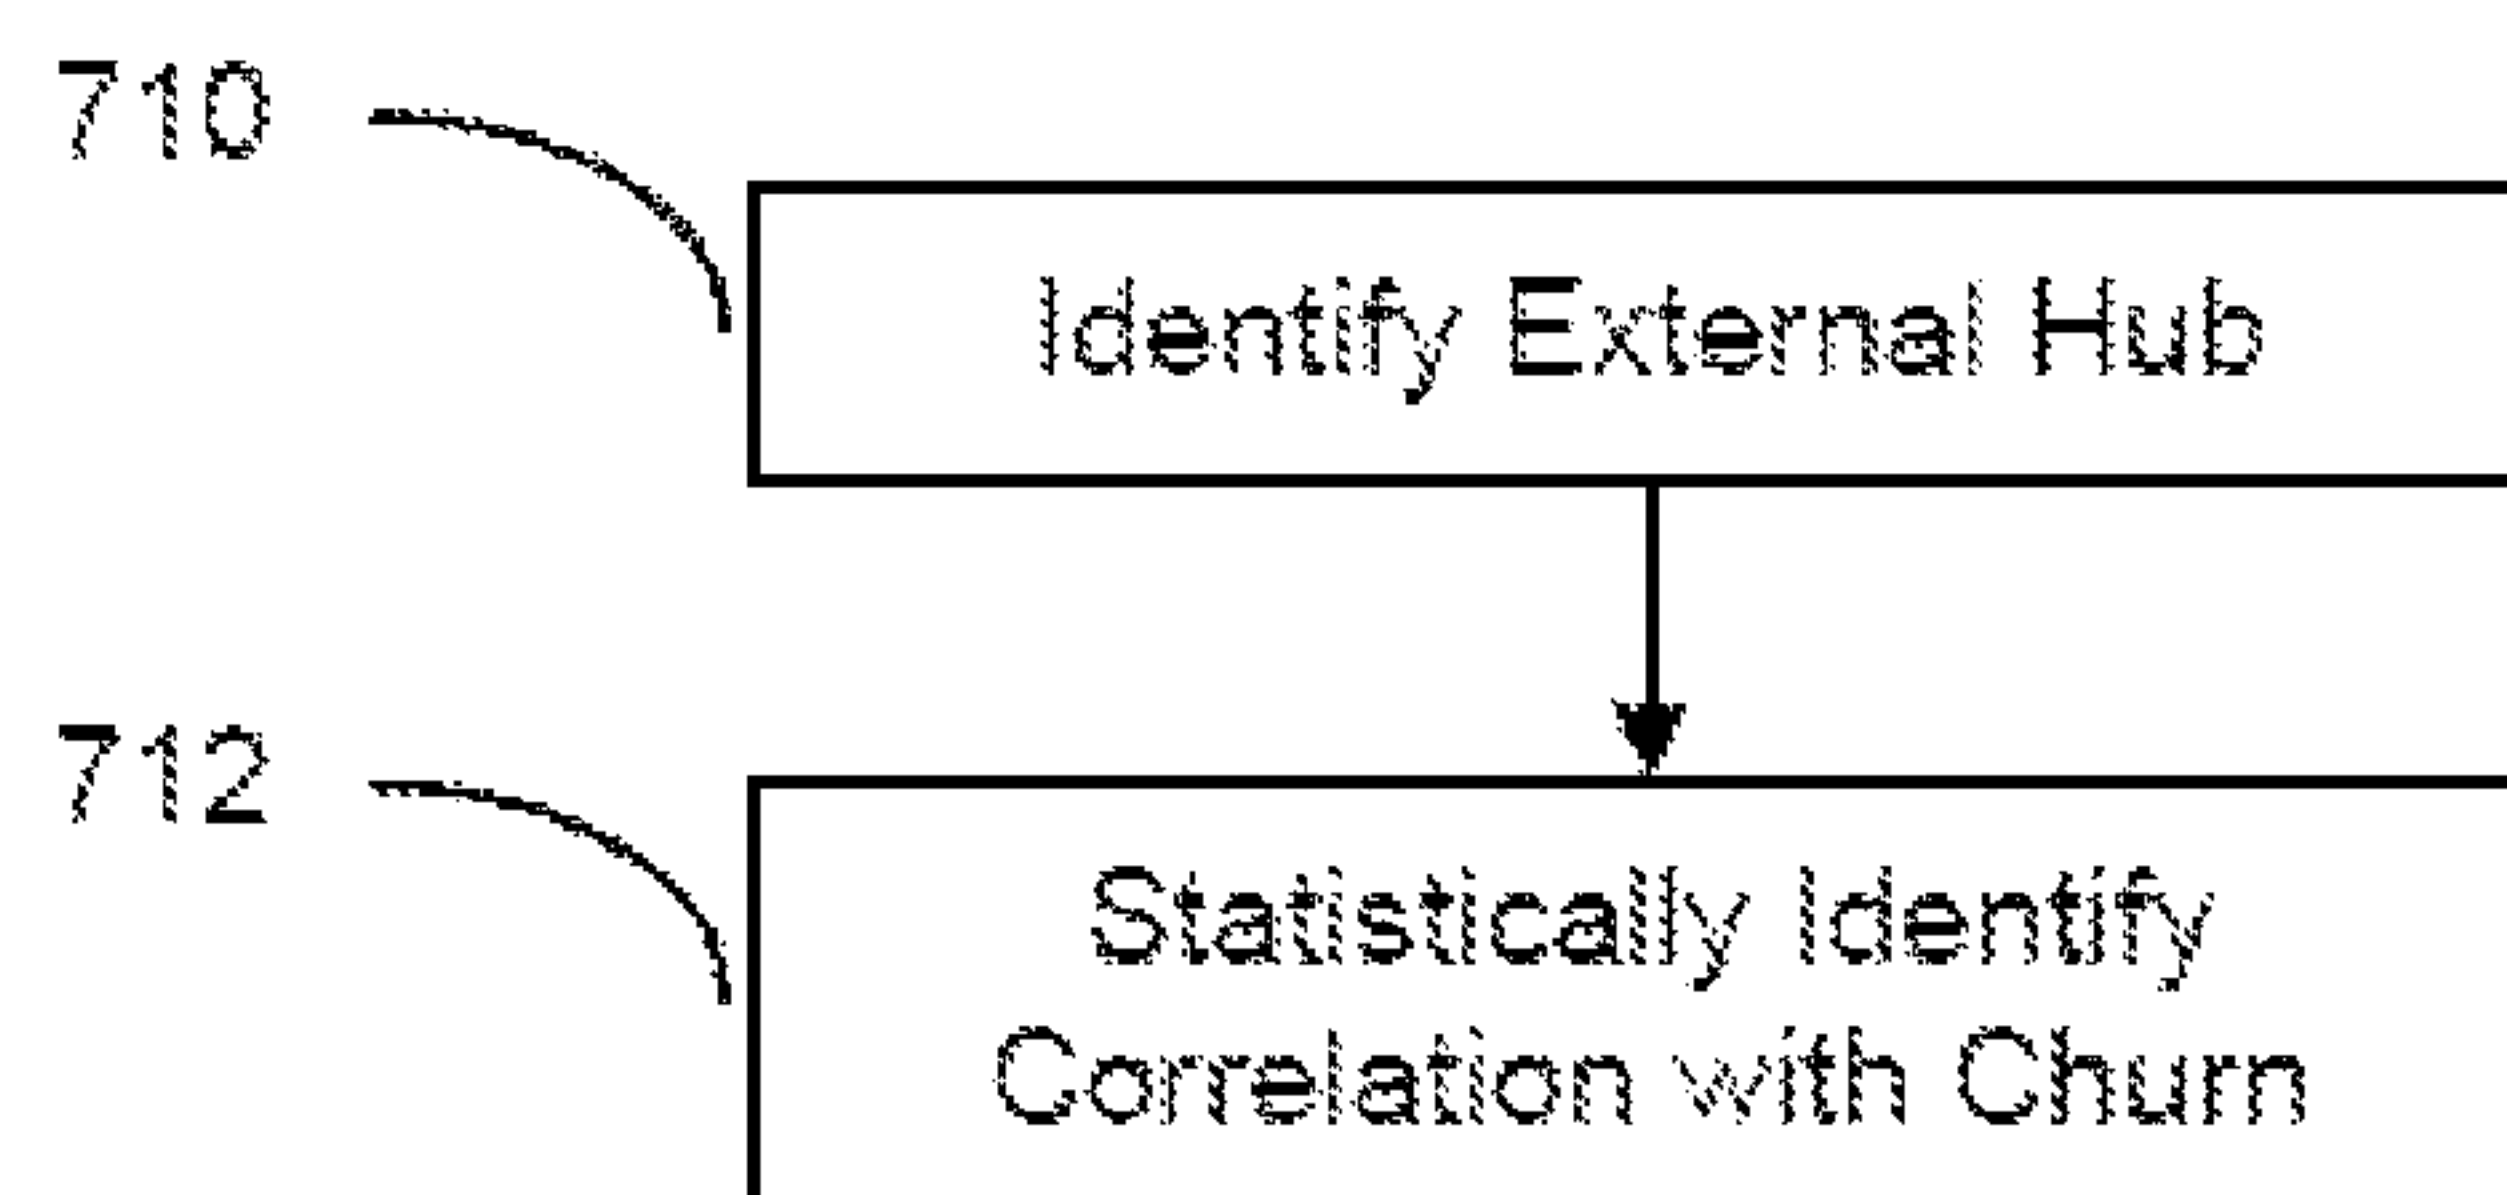 710
Identify External Hub
712
Statistically Identify
Correlation with Churn